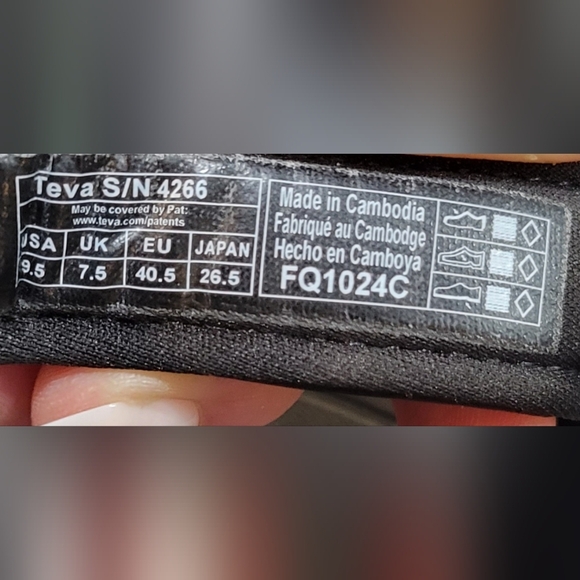 Teva S/N 4266
May be covered by Pat:
www.teva.com/patents
USA UK EU JAPAN
9.5 7.5 40.5 26.5
Made in Cambodia
Fabriqué au Cambodge
Hecho en Camboya
FQ1024C